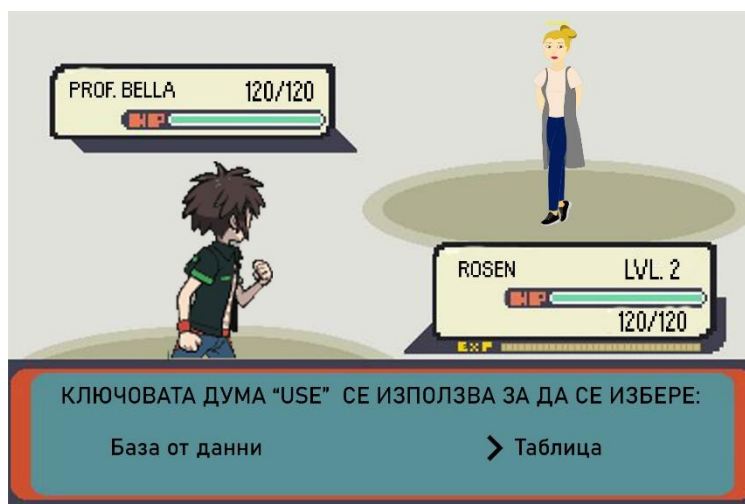 PROF. BELLA 120/120
HP
ROSEN LVL. 2
HP
120/120
EXP
КЛЮЧОВАТА ДУМА “USE” СЕ ИЗПОЛЗВА ЗА ДА СЕ ИЗБЕРЕ:
База от данни > Таблица